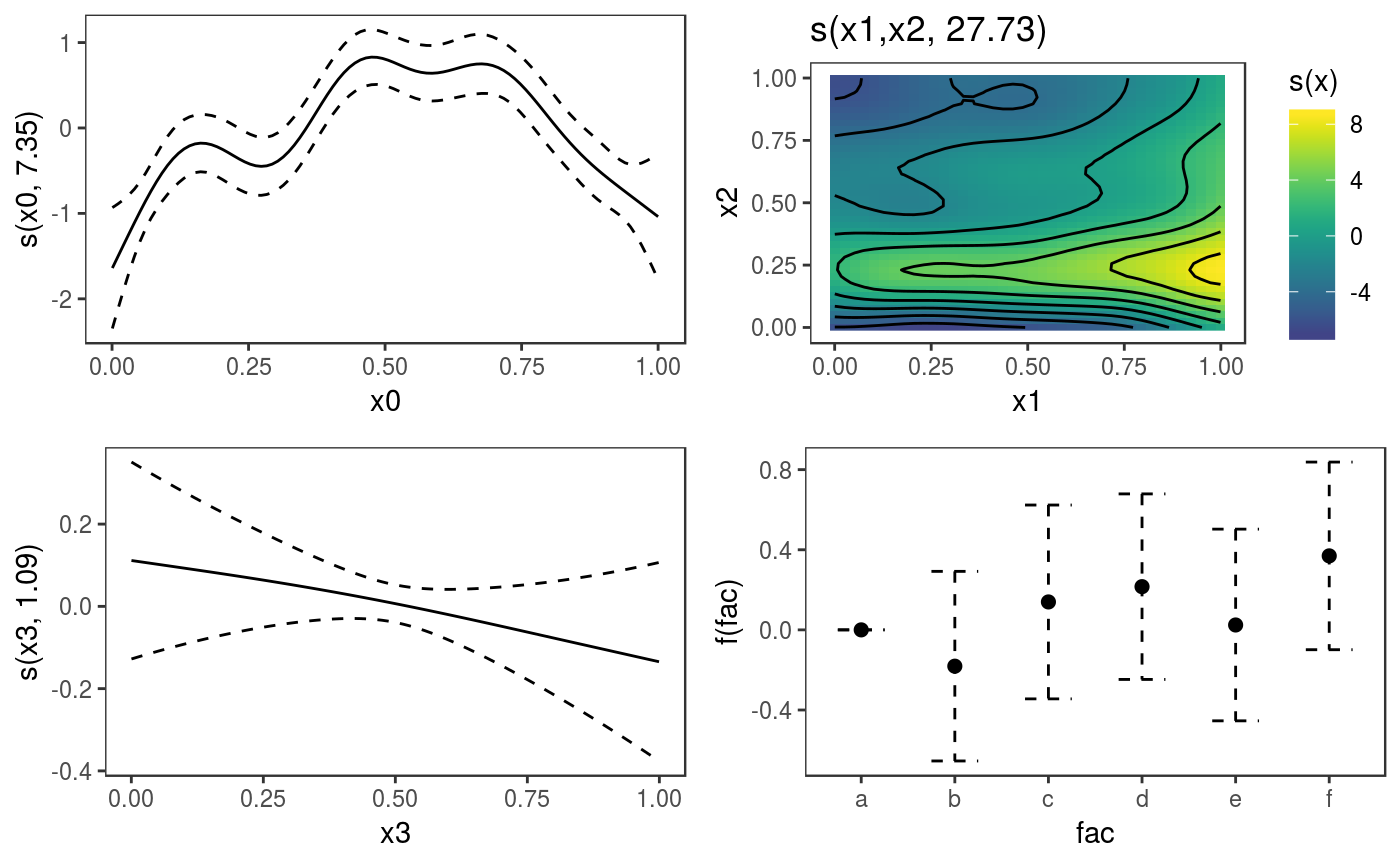 s(x0, 7.35)
1
0
-1
-2
0.00 0.25 0.50 0.75 1.00
x0
s(x1,x2, 27.73)
x2
1.00
0.75
0.50
0.25
0.00
0.00 0.25 0.50 0.75 1.00
x1
s(x)
8
4
0
-4
s(x3, 1.09)
0.2
0.0
-0.2
-0.4
0.00 0.25 0.50 0.75 1.00
x3
f(fac)
0.8
0.4
0.0
-0.4
a b c d e f
fac